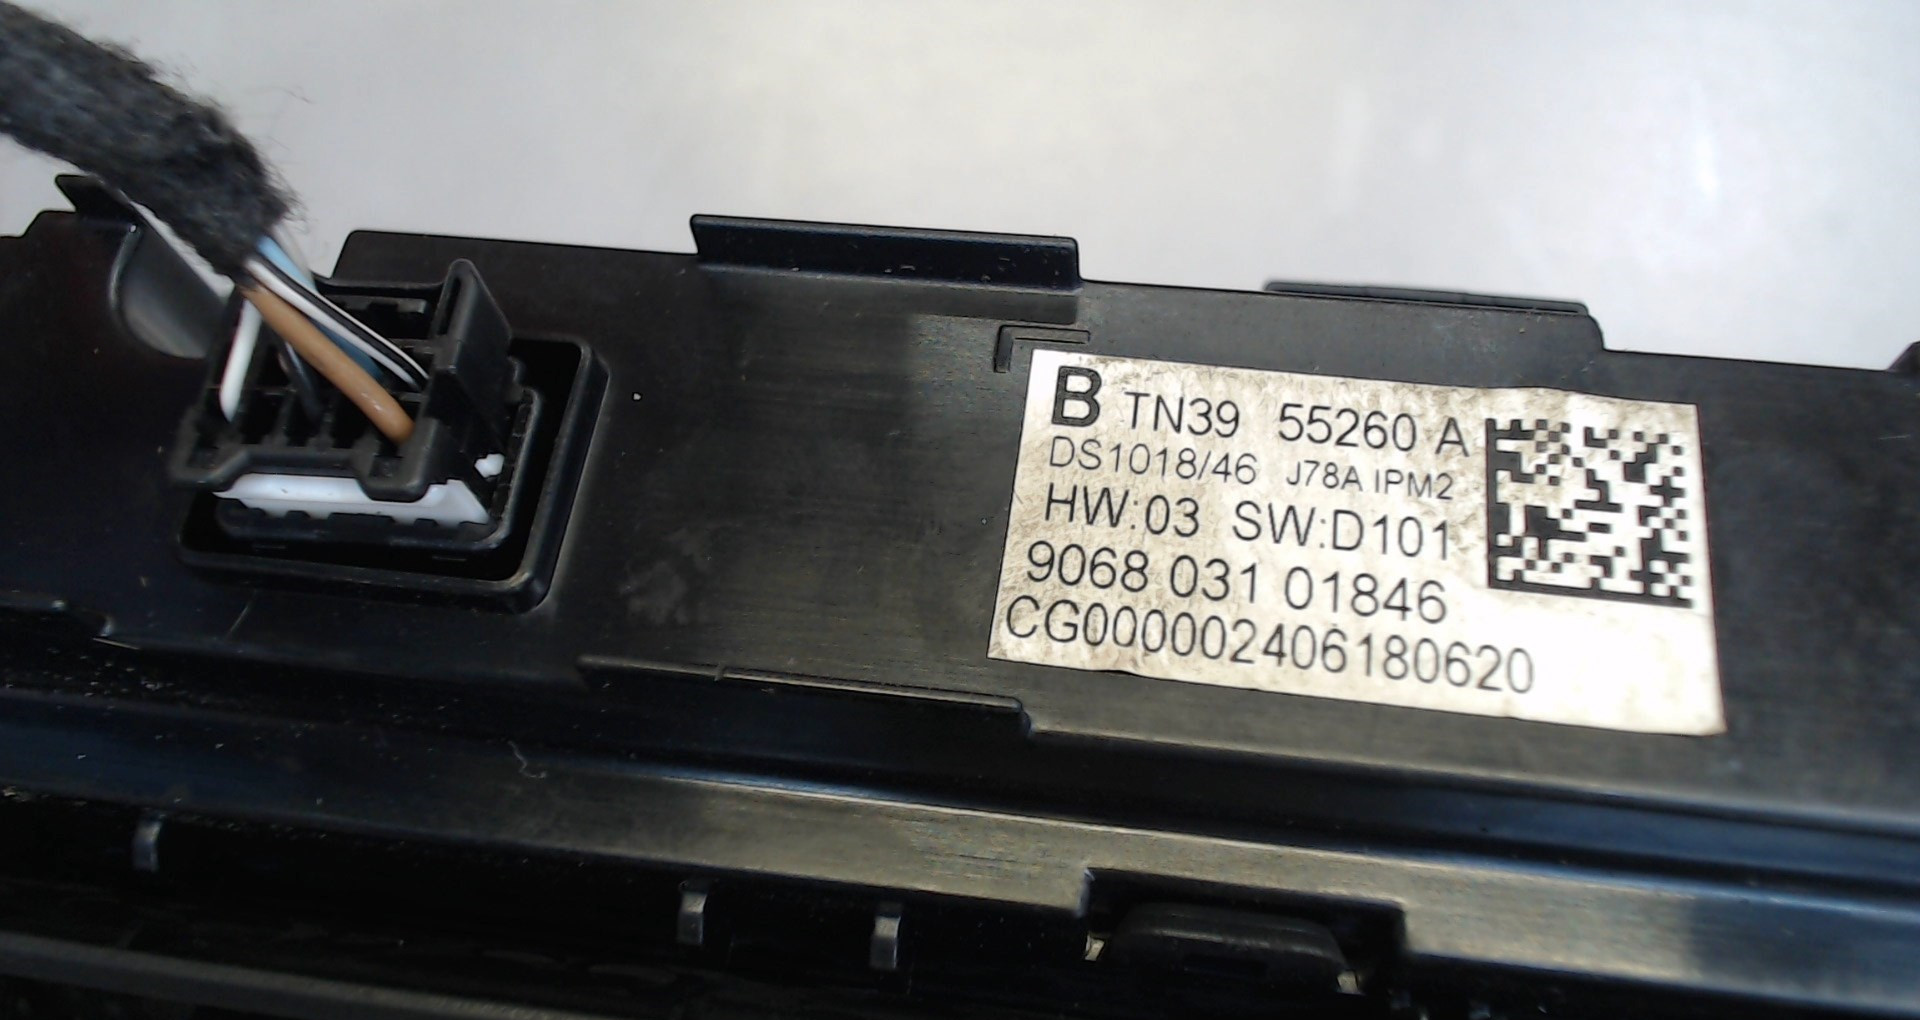 B TN39 55260 A
DS1018/46 J78A IPM2
HW:03 SW:D101
9068 031 01846
CG000002406180620